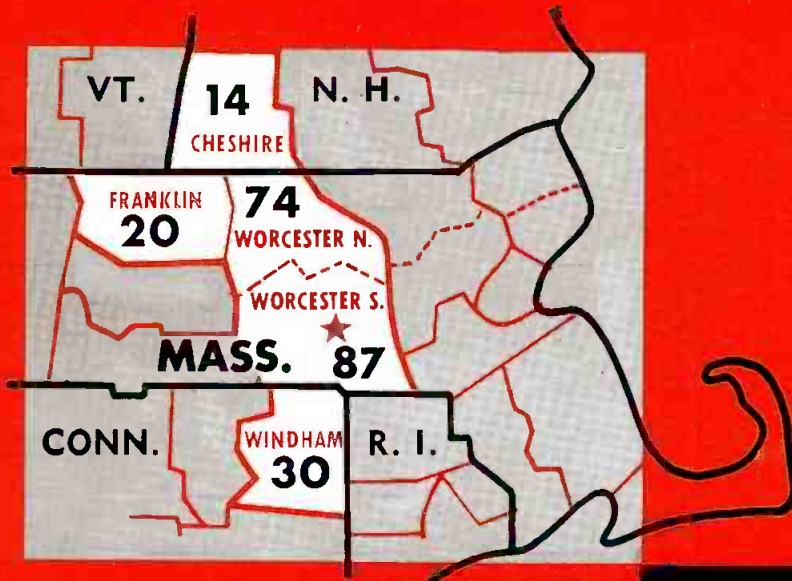 VT.
14
CHESHIRE
N. H.
FRANKLIN
20
74
WORCESTER N.
WORCESTER S.
MASS.
87
CONN.
WINDHAM
30
R. I.